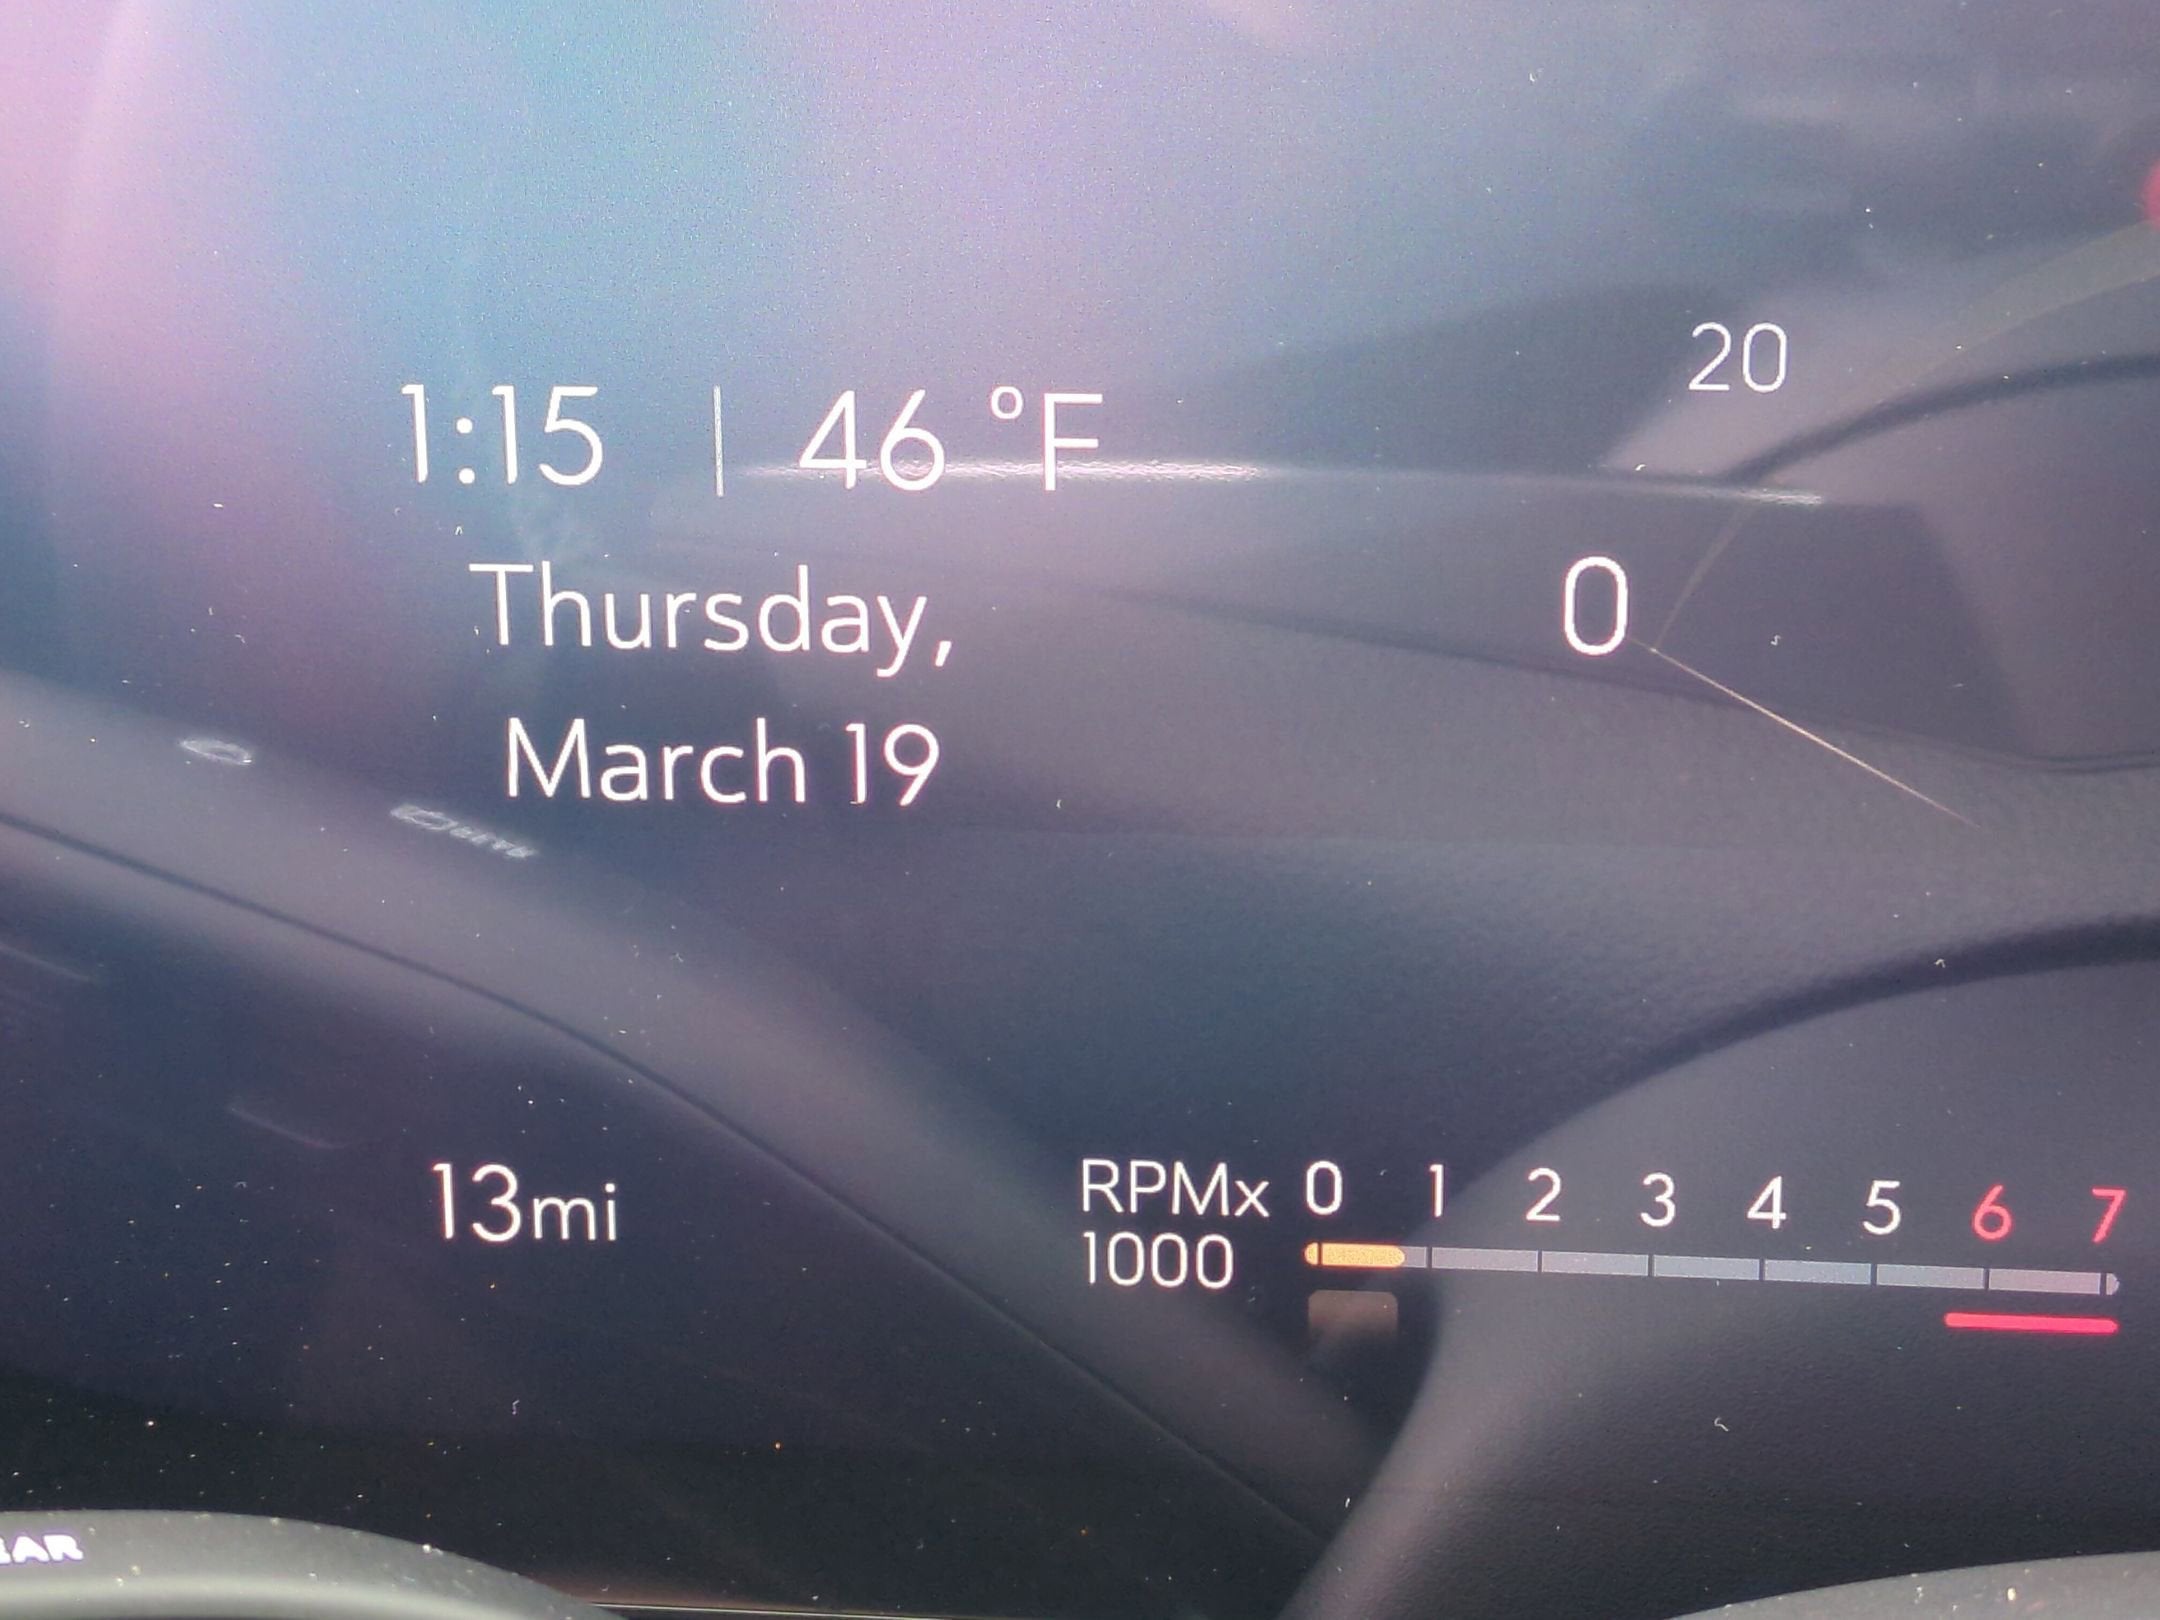 1:15 | 46 °F
Thursday,
March 19
20
0
13mi
RPMx 0 1 2 3 4 5 6 7
1000